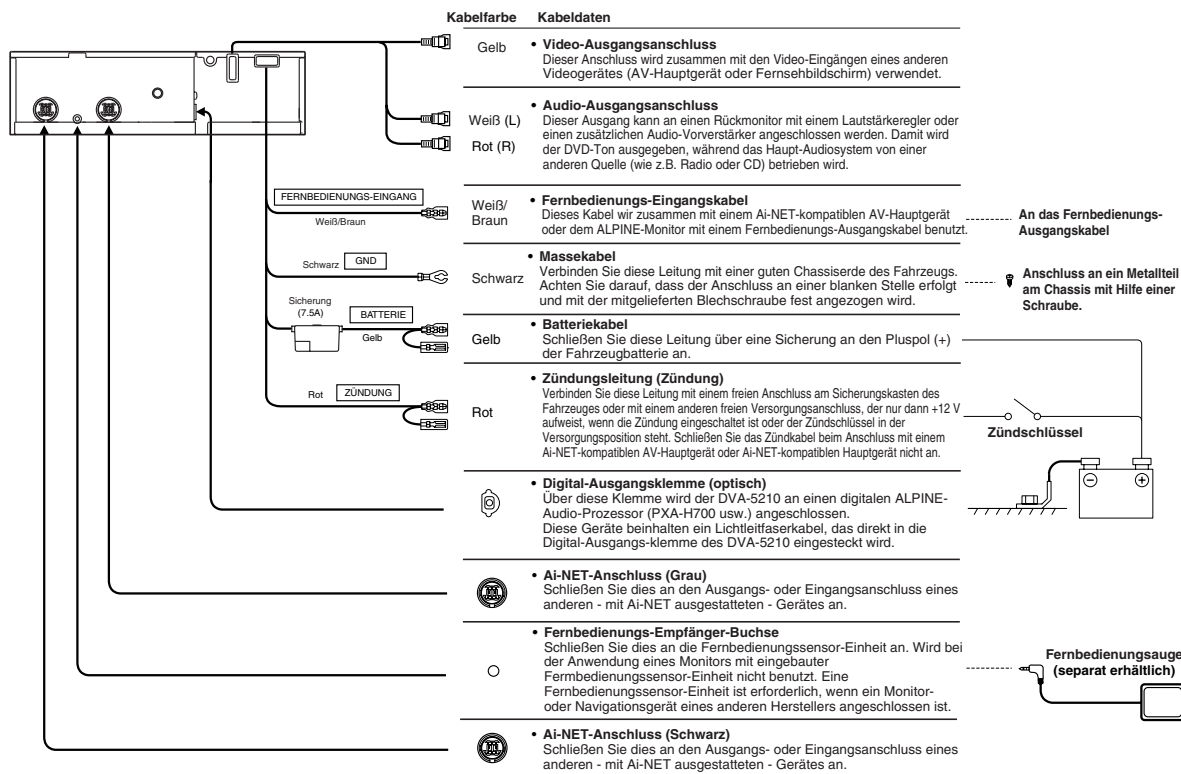 Kabelfarbe Kabeldaten
Gelb
• Video-Ausgangsanschluss
Dieser Anschluss wird zusammen mit den Video-Eingängen eines anderen
Videogerätes (AV-Hauptgerät oder Fernsehbildschirm) verwendet.
Weiß (L)
Rot (R)
• Audio-Ausgangsanschluss
Dieser Ausgang kann an einen Rückmonitor mit einem Lautstärkeregler oder
einen zusätzlichen Audio-Vorverstärker angeschlossen werden. Damit wird
der DVD-Ton ausgegeben, während das Haupt-Audiosystem von einer
anderen Quelle (wie z.B. Radio oder CD) betrieben wird.
FERNBEDIENUNGS-EINGANG
Weiß/Braun
Weiß/
Braun
• Fernbedienungs-Eingangskabel
Dieses Kabel wir zusammen mit einem Ai-NET-kompatiblen AV-Hauptgerät
oder dem ALPINE-Monitor mit einem Fernbedienungs-Ausgangskabel benutzt.
An das Fernbedienungs-
Ausgangskabel
Schwarz GND
Schwarz
• Massekabel
Verbinden Sie diese Leitung mit einer guten Chassiserde des Fahrzeugs.
Achten Sie darauf, dass der Anschluss an einer blanken Stelle erfolgt
und mit der mitgelieferten Blechschraube fest angezogen wird.
Anschluss an ein Metallteil
am Chassis mit Hilfe einer
Schraube.
Sicherung
(7.5A)
BATTERIE
Gelb
Gelb
• Batteriekabel
Schließen Sie diese Leitung über eine Sicherung an den Pluspol (+)
der Fahrzeugbatterie an.
Rot ZÜNDUNG
Rot
• Zündungsleitung (Zündung)
Verbinden Sie diese Leitung mit einem freien Anschluss am Sicherungskasten des
Fahrzeuges oder mit einem anderen freien Versorgungsanschluss, der nur dann +12 V
aufweist, wenn die Zündung eingeschaltet ist oder der Zündschlüssel in der
Versorgungsposition steht. Schließen Sie das Zündkabel beim Anschluss mit einem
Ai-NET-kompatiblen AV-Hauptgerät oder Ai-NET-kompatiblen Hauptgerät nicht an.
Zündschlüssel
• Digital-Ausgangsklemme (optisch)
Über diese Klemme wird der DVA-5210 an einen digitalen ALPINE-
Audio-Prozessor (PXA-H700 usw.) angeschlossen.
Diese Geräte beinhalten ein Lichtleitfaserkabel, das direkt in die
Digital-Ausgangs-klemme des DVA-5210 eingesteckt wird.
• Ai-NET-Anschluss (Grau)
Schließen Sie dies an den Ausgangs- oder Eingangsanschluss eines
anderen - mit Ai-NET ausgestatteten - Gerätes an.
• Fernbedienungs-Empfänger-Buchse
Schließen Sie dies an die Fernbedienungssensor-Einheit an. Wird bei
der Anwendung eines Monitors mit eingebauter
Fermbedienungssensor-Einheit nicht benutzt. Eine
Fernbedienungssensor-Einheit ist erforderlich, wenn ein Monitor-
oder Navigationsgerät eines anderen Herstellers angeschlossen ist.
Fernbedienungsauge
(separat erhältlich)
• Ai-NET-Anschluss (Schwarz)
Schließen Sie dies an den Ausgangs- oder Eingangsanschluss eines
anderen - mit Ai-NET ausgestatteten - Gerätes an.